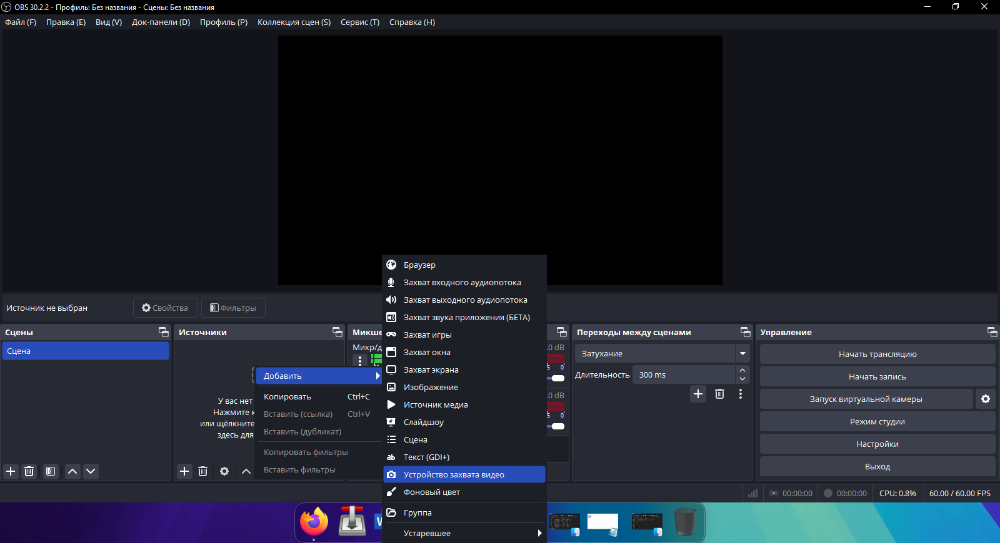 OBS 30.2.2 - Профиль: Без названия - Сцены: Без названия
Файл (F) Правка (E) Вид (V) Док-панели (D) Профиль (P) Коллекция сцен (S) Сервис (T) Справка (H)
Источник не выбран Свойства Фильтры
Сцены
Сцена
Источники
У вас нет
Нажмите к
или щёлкните
здесь для
Добавить
Копировать Ctrl+C
Вставить (ссылка) Ctrl+V
Вставить (дубликат)
Копировать фильтры
Вставить фильтры
Браузер
Захват входного аудиопотока
Захват выходного аудиопотока
Захват звука приложения (БЕТА)
Захват игры
Захват окна
Захват экрана
Изображение
Источник медиа
Слайдшоу
Сцена
ab Текст (GDI+)
Устройство захвата видео
Фоновый цвет
Группа
Устаревшее
Микше
Микр/д
.0 dB
5 0
.0 dB
5 0
Переходы между сценами
Затухание
Длительность 300 ms
Управление
Начать трансляцию
Начать запись
Запуск виртуальной камеры
Режим студии
Настройки
Выход
00:00:00 00:00:00 CPU: 0.8% 60.00 / 60.00 FPS
W